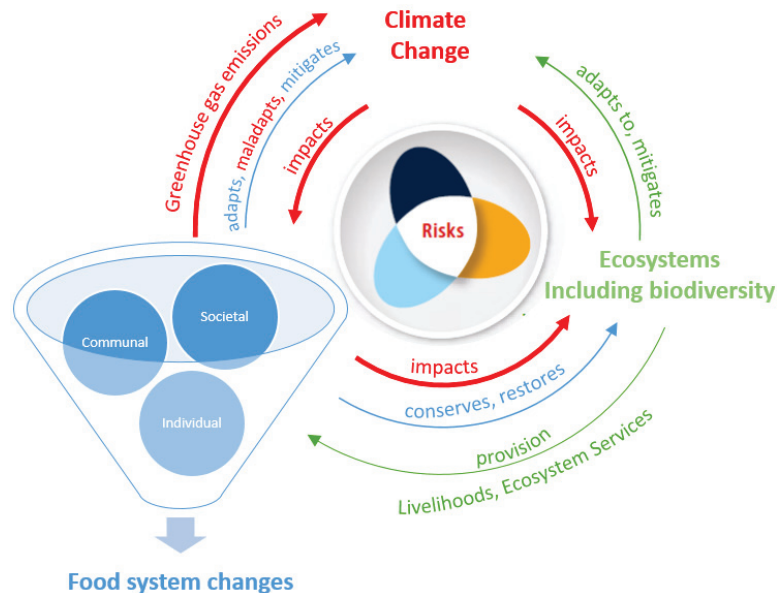 Climate
Change
Greenhouse gas emissions
adapts, maladapts, mitigates
impacts
impacts
adapts to, mitigates
Risks
Ecosystems
Including biodiversity
Societal
Communal
Individual
impacts
conserves, restores
provision
Livelihoods, Ecosystem Services
Food system changes